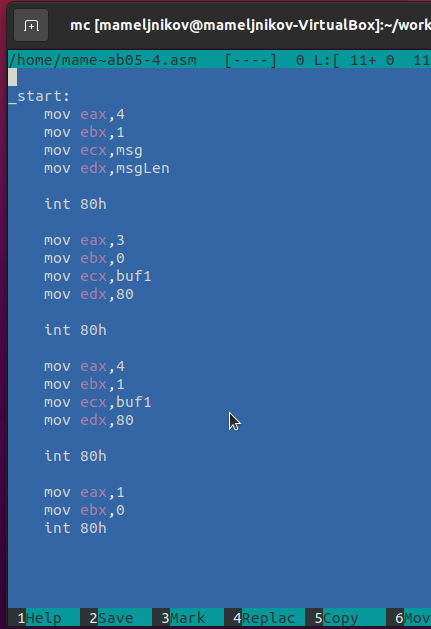 mc [mameljnikov@mameljnikov-VirtualBox]:~/work
/home/mame~ab05-4.asm [----] 0 L:[ 11+ 0 11
_start:
mov eax,4
mov ebx,1
mov ecx,msg
mov edx,msgLen
int 80h
mov eax,3
mov ebx,0
mov ecx,buf1
mov edx,80
int 80h
mov eax,4
mov ebx,1
mov ecx,buf1
mov edx,80
int 80h
mov eax,1
mov ebx,0
int 80h
1Help 2Save 3Mark 4Replac 5Copy 6Mov